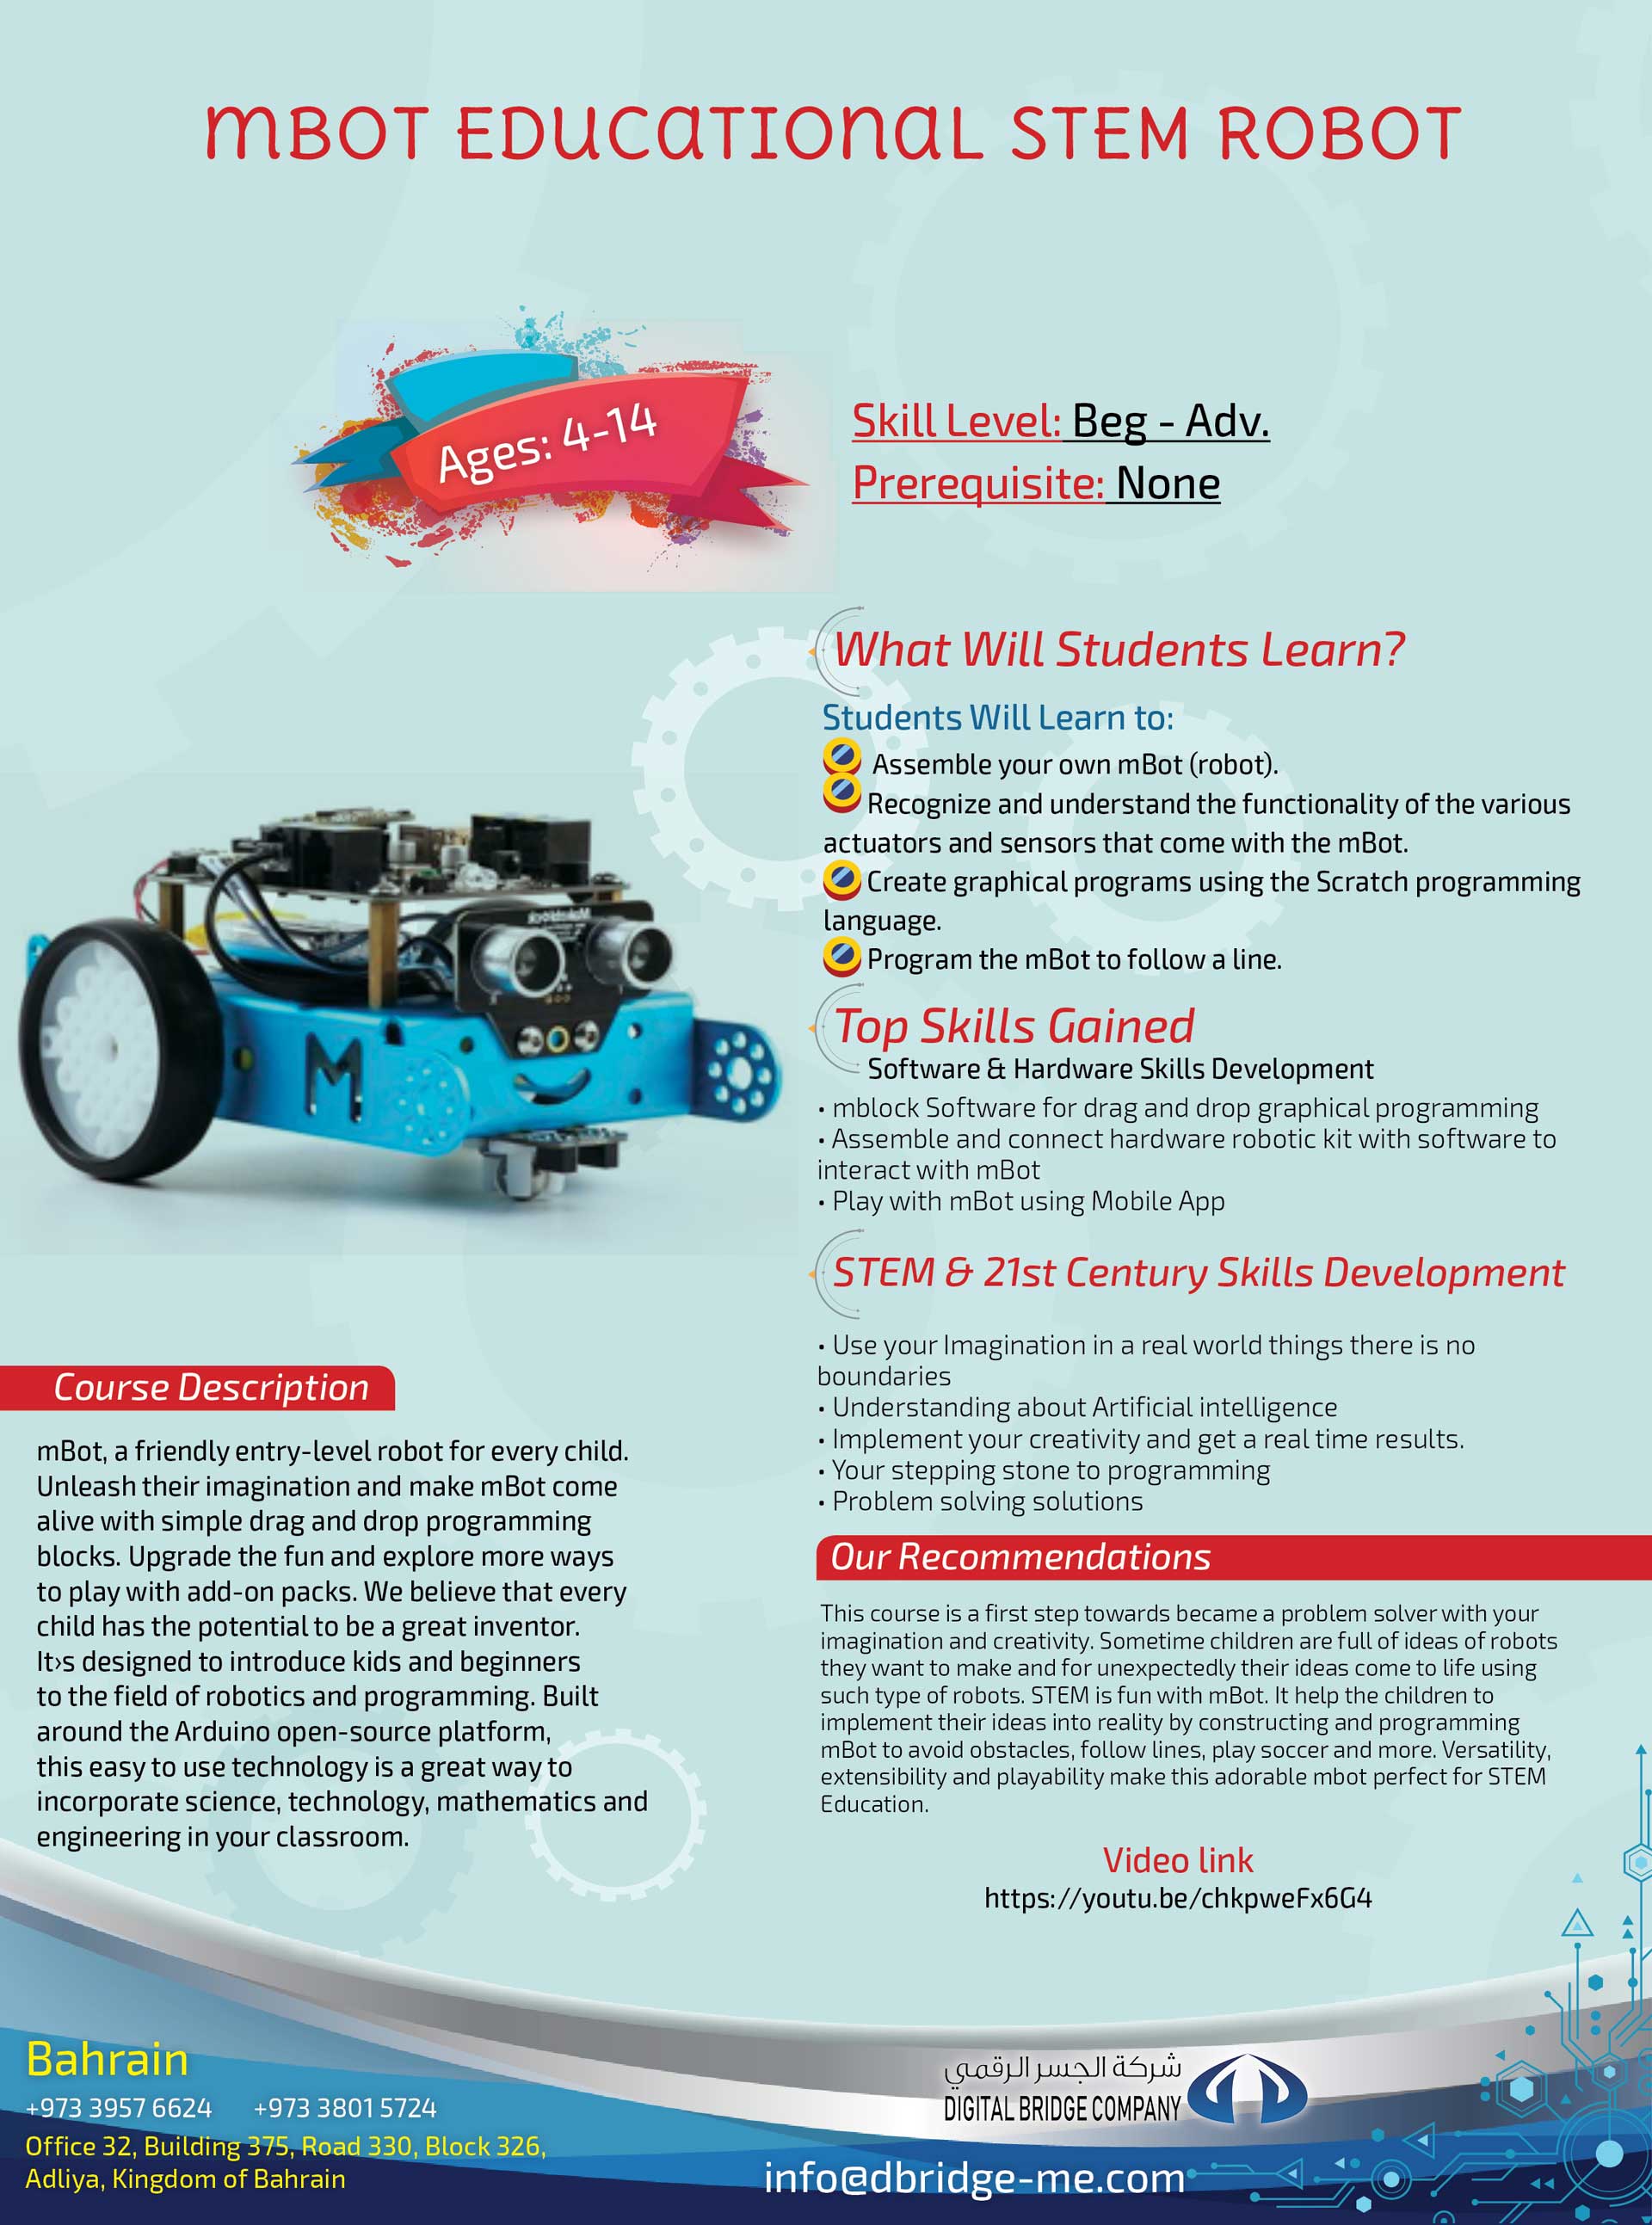 mBOT EDUCATIONAL STEM ROBOT
Ages: 4-14
Skill Level: Beg - Adv.
Prerequisite: None
What Will Students Learn?
Students Will Learn to:
Assemble your own mBot (robot).
Recognize and understand the functionality of the various
actuators and sensors that come with the mBot.
Create graphical programs using the Scratch programming
language.
Program the mBot to follow a line.
Top Skills Gained
Software & Hardware Skills Development
• mblock Software for drag and drop graphical programming
• Assemble and connect hardware robotic kit with software to
interact with mBot
• Play with mBot using Mobile App
STEM & 21st Century Skills Development
• Use your Imagination in a real world things there is no
boundaries
• Understanding about Artificial intelligence
• Implement your creativity and get a real time results.
• Your stepping stone to programming
• Problem solving solutions
M
Course Description
mBot, a friendly entry-level robot for every child.
Unleash their imagination and make mBot come
alive with simple drag and drop programming
blocks. Upgrade the fun and explore more ways
to play with add-on packs. We believe that every
child has the potential to be a great inventor.
It›s designed to introduce kids and beginners
to the field of robotics and programming. Built
around the Arduino open-source platform,
this easy to use technology is a great way to
incorporate science, technology, mathematics and
engineering in your classroom.
Our Recommendations
This course is a first step towards became a problem solver with your
imagination and creativity. Sometime children are full of ideas of robots
they want to make and for unexpectedly their ideas come to life using
such type of robots. STEM is fun with mBot. It help the children to
implement their ideas into reality by constructing and programming
mBot to avoid obstacles, follow lines, play soccer and more. Versatility,
extensibility and playability make this adorable mbot perfect for STEM
Education.
Video link
https://youtu.be/chkpweFx6G4
Bahrain
+973 3957 6624 +973 3801 5724
Office 32, Building 375, Road 330, Block 326,
Adliya, Kingdom of Bahrain
شركة الجسر الرقمي
DIGITAL BRIDGE COMPANY
info@dbridge-me.com